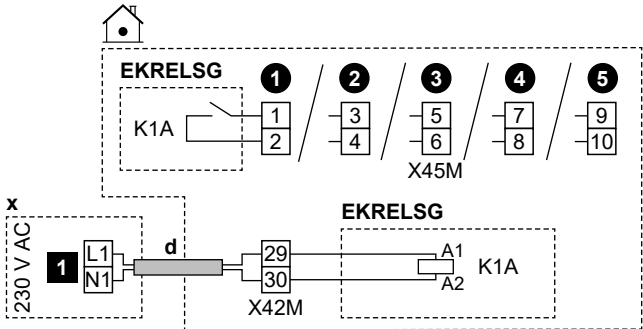 EKRELSG 1 2 3 4 5
K1A 1 3 5 7 9
2 4 6 8 10
X45M
x
EKRELSG
230 V AC 1 L1 d 29 A1 K1A
N1 30 A2
X42M